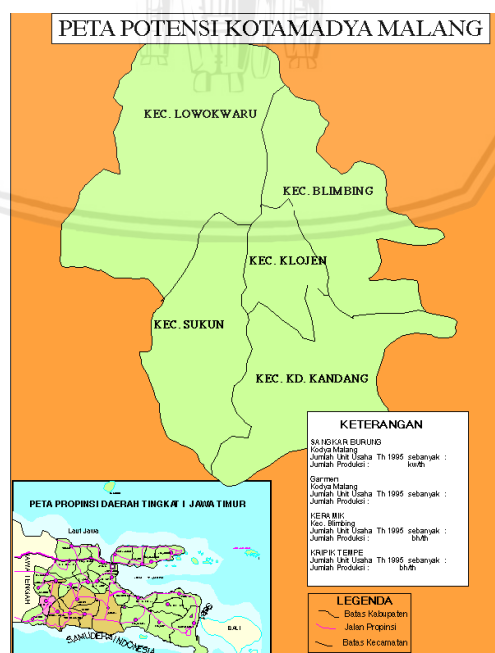 PETA POTENSI KOTAMADYA MALANG
KEC. LOWOKWARU
KEC. BLIMBING
KEC. KLOJEN
KEC. SUKUN
KEC. KD. KANDANG
KETERANGAN
SANGKAR BURUNG
Kodya Malang
Jumlah Unit Usaha Th 1995 sebanyak :
Jumlah Produksi : kw/th
Garmen
Kodya Malang
Jumlah Unit Usaha Th 1995 sebanyak :
Jumlah Produksi :
KERAMIK
Kec. Blimbing
Jumlah Unit Usaha Th 1995 sebanyak :
Jumlah Produksi : bh/th
KRIPIK TEMPE
Jumlah Unit Usaha Th 1995 sebanyak :
Jumlah Produksi : bh/th
PETA PROPINSI DAERAH TINGKAT I JAWA TIMUR
Laut Jawa
JAWA TENGAH
BALI
SAMUDERA INDONESIA
LEGENDA
Batas Kabupaten
Jalan Propinsi
Batas Kecamatan